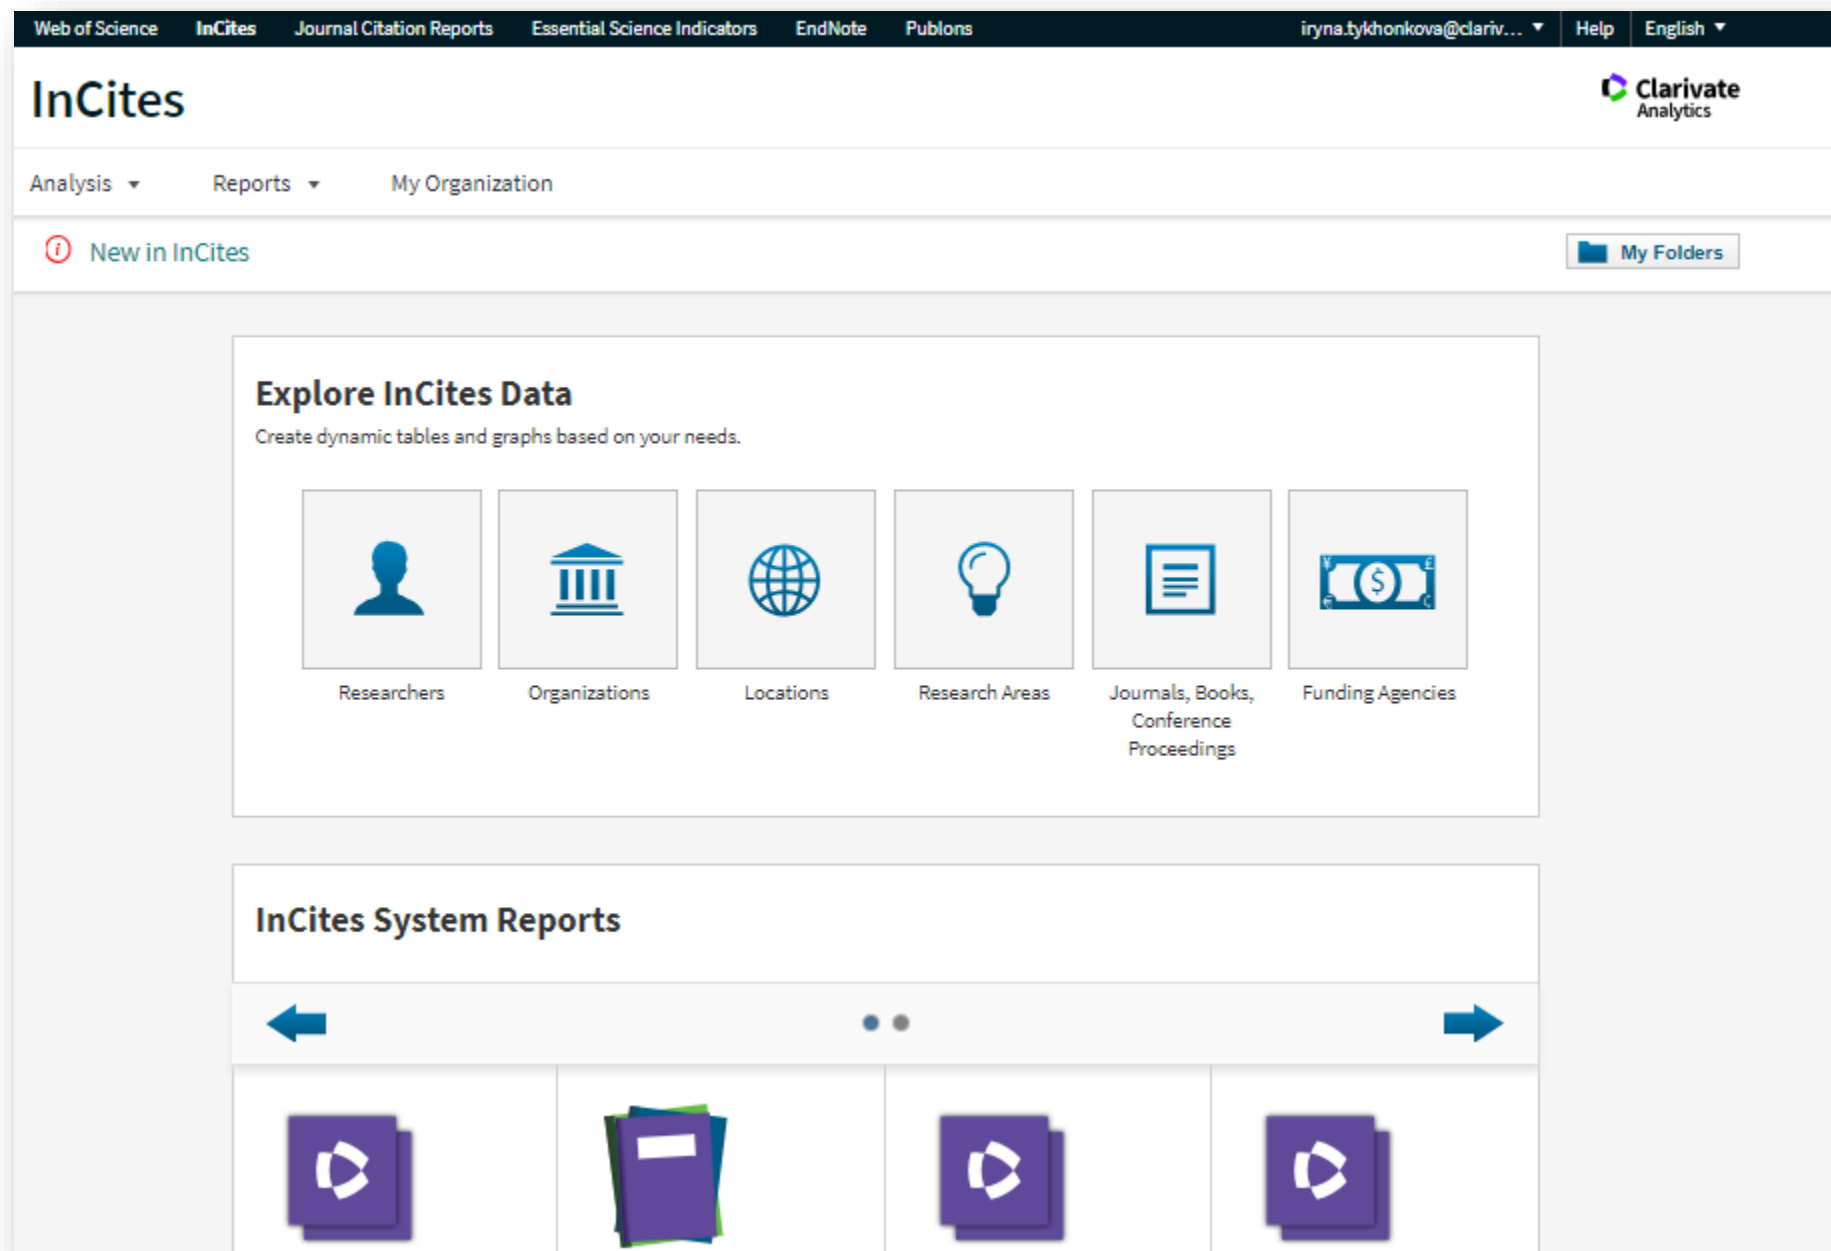 Web of Science InCites Journal Citation Reports Essential Science Indicators EndNote Publons iryna.tykhonkova@clariv... Help English
InCites
Clarivate
Analytics
Analysis Reports My Organization
New in InCites
My Folders
Explore InCites Data
Create dynamic tables and graphs based on your needs.
Researchers Organizations Locations Research Areas Journals, Books, Funding Agencies
Conference
Proceedings
InCites System Reports